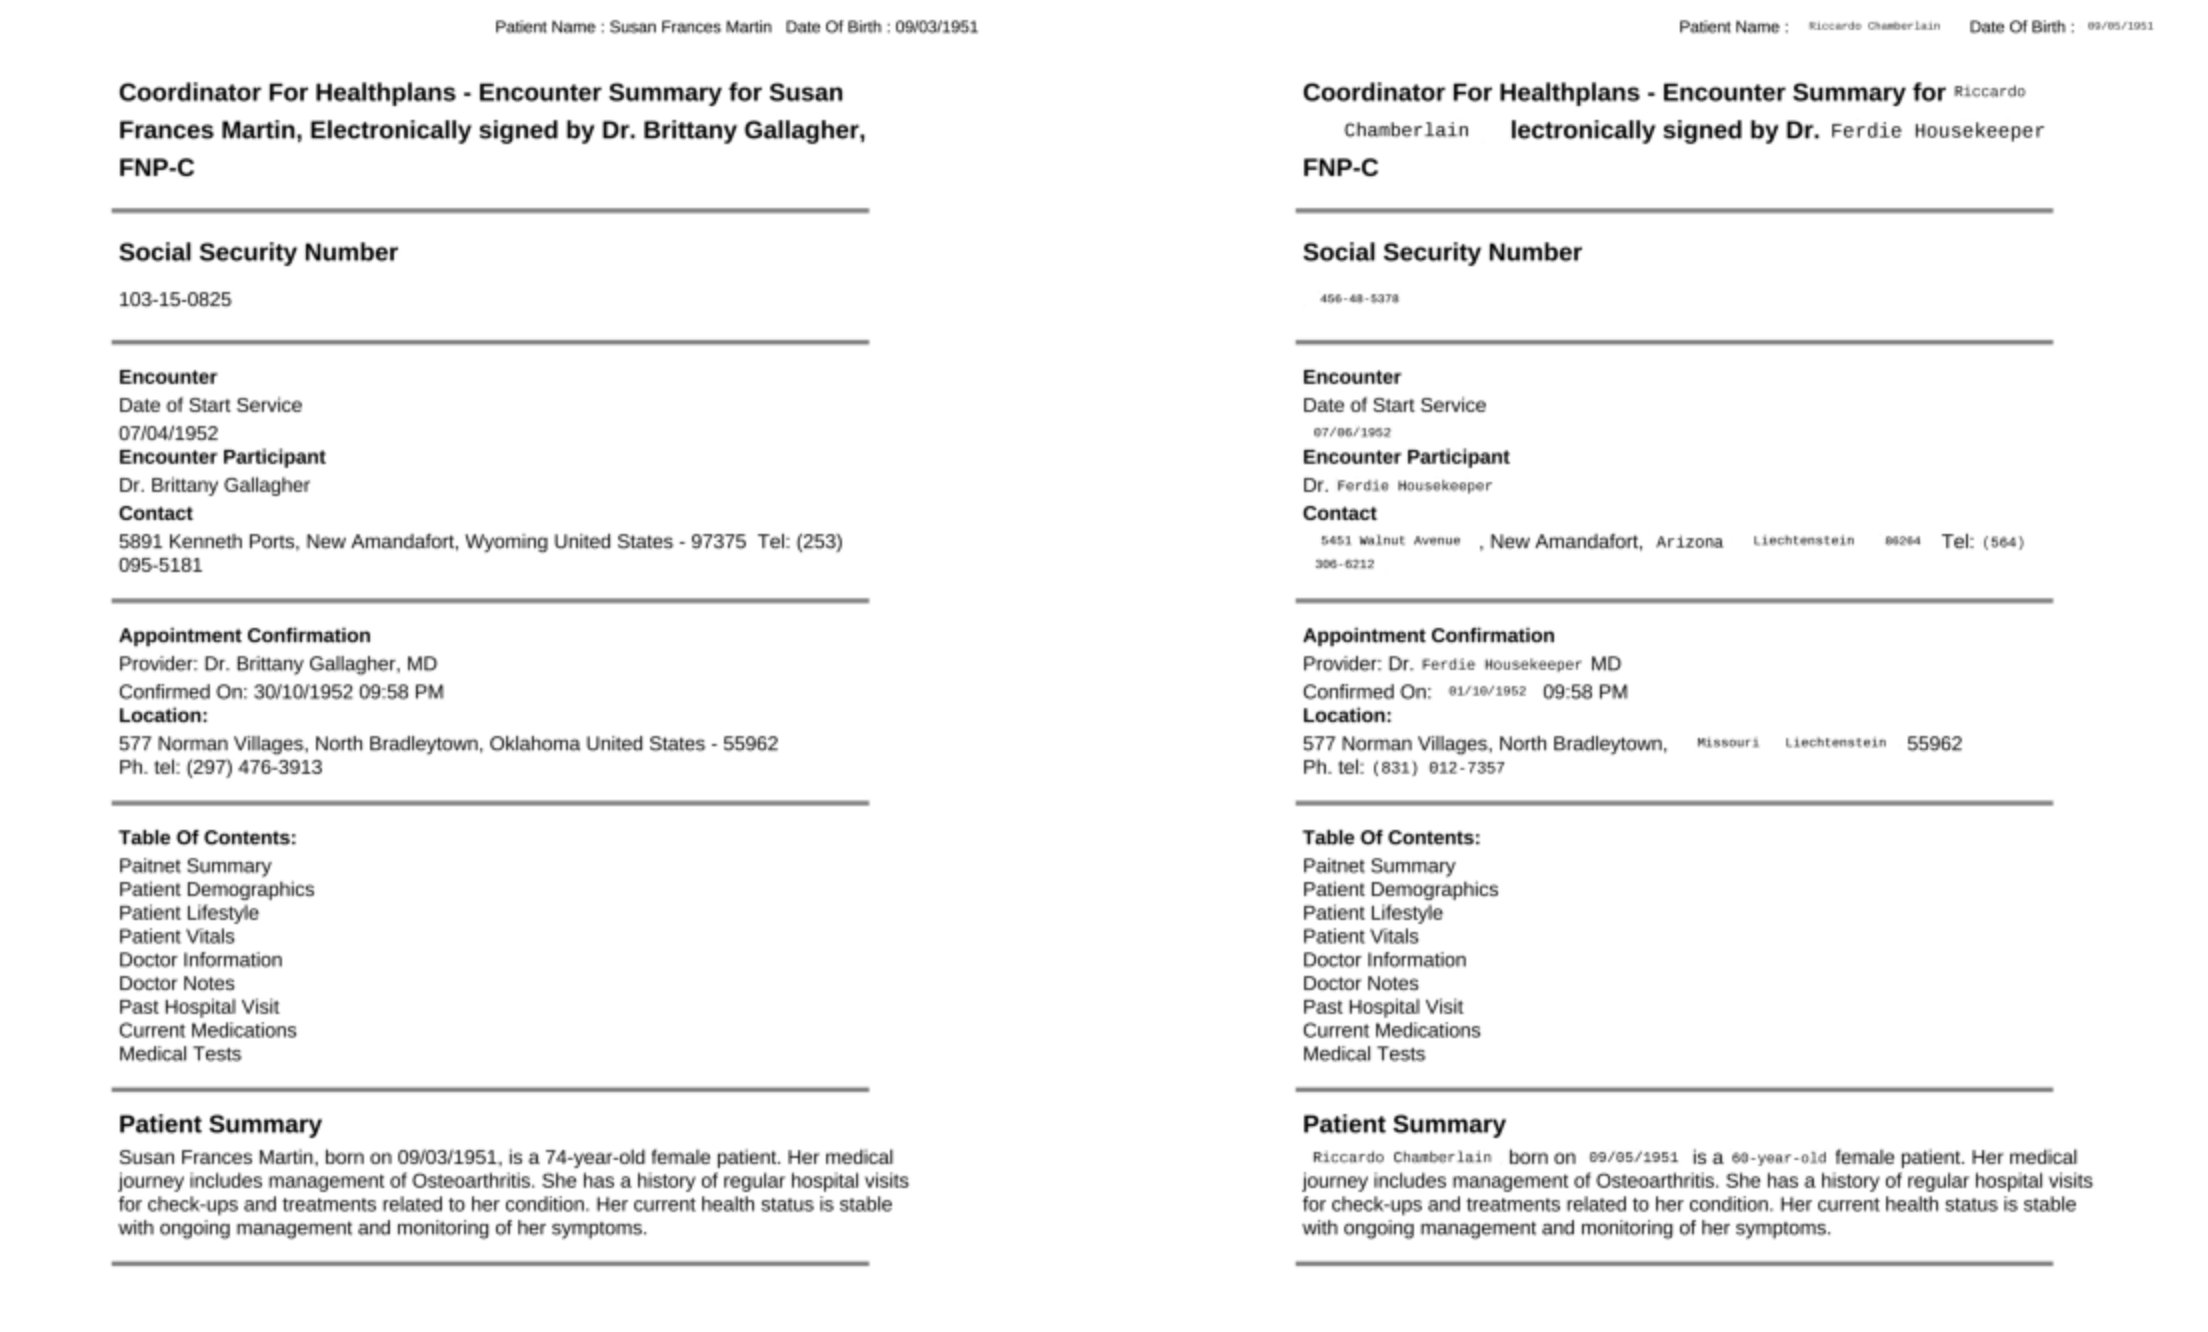 Patient Name : Susan Frances Martin Date Of Birth : 09/03/1951
Coordinator For Healthplans - Encounter Summary for Susan
Frances Martin, Electronically signed by Dr. Brittany Gallagher,
FNP-C
Social Security Number
103-15-0825
Encounter
Date of Start Service
07/04/1952
Encounter Participant
Dr. Brittany Gallagher
Contact
5891 Kenneth Ports, New Amandafort, Wyoming United States - 97375 Tel: (253)
095-5181
Appointment Confirmation
Provider: Dr. Brittany Gallagher, MD
Confirmed On: 30/10/1952 09:58 PM
Location:
577 Norman Villages, North Bradleytown, Oklahoma United States - 55962
Ph. tel: (297) 476-3913
Table Of Contents:
Paitnet Summary
Patient Demographics
Patient Lifestyle
Patient Vitals
Doctor Information
Doctor Notes
Past Hospital Visit
Current Medications
Medical Tests
Patient Summary
Susan Frances Martin, born on 09/03/1951, is a 74-year-old female patient. Her medical
journey includes management of Osteoarthritis. She has a history of regular hospital visits
for check-ups and treatments related to her condition. Her current health status is stable
with ongoing management and monitoring of her symptoms.
Patient Name : Riccardo Chamberlain Date Of Birth : 09/05/1951
Coordinator For Healthplans - Encounter Summary for Riccardo
Chamberlain lectronically signed by Dr. Ferdie Housekeeper
FNP-C
Social Security Number
456-48-5378
Encounter
Date of Start Service
07/06/1952
Encounter Participant
Dr. Ferdie Housekeeper
Contact
5451 Walnut Avenue , New Amandafort, Arizona Liechtenstein 86264 Tel: (564)
306-6212
Appointment Confirmation
Provider: Dr. Ferdie Housekeeper MD
Confirmed On: 01/10/1952 09:58 PM
Location:
577 Norman Villages, North Bradleytown, Missouri Liechtenstein 55962
Ph. tel: (831) 012-7357
Table Of Contents:
Paitnet Summary
Patient Demographics
Patient Lifestyle
Patient Vitals
Doctor Information
Doctor Notes
Past Hospital Visit
Current Medications
Medical Tests
Patient Summary
Riccardo Chamberlain born on 09/05/1951 is a 60-year-old female patient. Her medical
journey includes management of Osteoarthritis. She has a history of regular hospital visits
for check-ups and treatments related to her condition. Her current health status is stable
with ongoing management and monitoring of her symptoms.